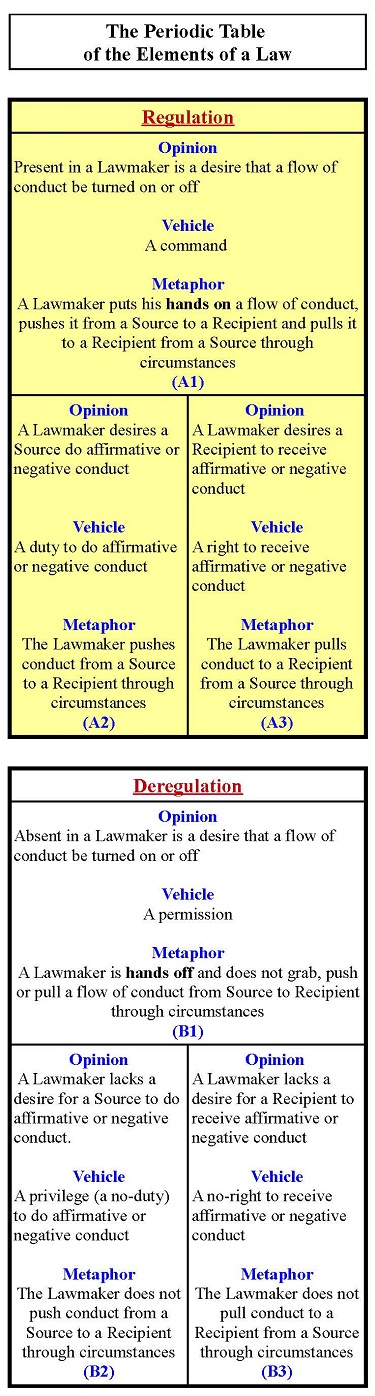 The Periodic Table
of the Elements of a Law
Regulation
Opinion
Present in a Lawmaker is a desire that a flow of
conduct be turned on or off
Vehicle
A command
Metaphor
A Lawmaker puts his hands on a flow of conduct,
pushes it from a Source to a Recipient and pulls it
to a Recipient from a Source through
circumstances
(A1)
Opinion
A Lawmaker desires a
Source do affirmative or
negative conduct
Vehicle
A duty to do affirmative
or negative conduct
Metaphor
The Lawmaker pushes
conduct from a Source
to a Recipient through
circumstances
(A2)
Opinion
A Lawmaker desires a
Recipient to receive
affirmative or negative
conduct
Vehicle
A right to receive
affirmative or negative
conduct
Metaphor
The Lawmaker pulls
conduct to a Recipient
from a Source through
circumstances
(A3)
Deregulation
Opinion
Absent in a Lawmaker is a desire that a flow of
conduct be turned on or off
Vehicle
A permission
Metaphor
A Lawmaker is hands off and does not grab, push
or pull a flow of conduct from Source to Recipient
through circumstances
(B1)
Opinion
A Lawmaker lacks a
desire for a Source to do
affirmative or negative
conduct.
Vehicle
A privilege (a no-duty)
to do affirmative or
negative conduct
Metaphor
The Lawmaker does not
push conduct from a
Source to a Recipient
through circumstances
(B2)
Opinion
A Lawmaker lacks a
desire for a Recipient to
receive affirmative or
negative conduct
Vehicle
A no-right to receive
affirmative or negative
conduct
Metaphor
The Lawmaker does not
pull conduct to a
Recipient from a Source
through circumstances
(B3)